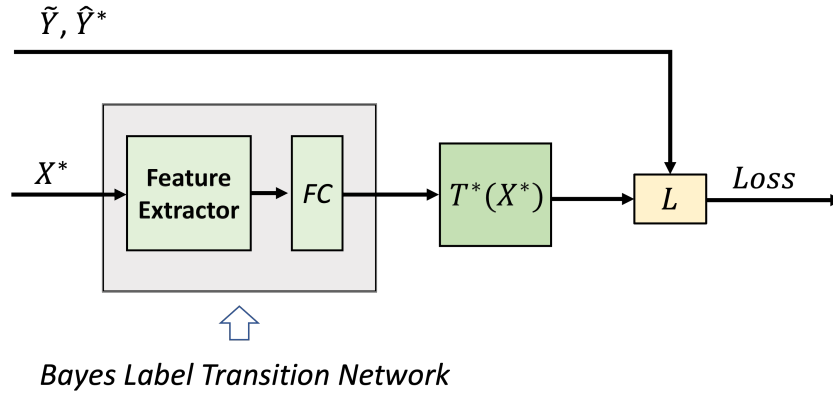 Ỹ, Ŷ*
X*
Feature
Extractor
FC
T*(X*)
L
Loss
Bayes Label Transition Network